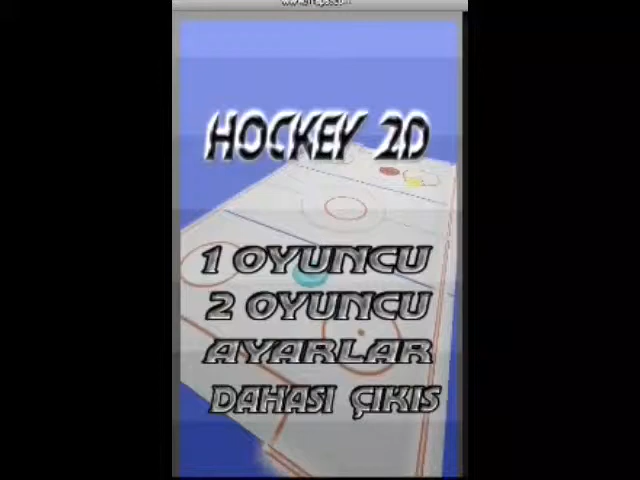 HOCKEY 2D
1 OYUNCU
2 OYUNCU
AYARLAR
DAHASI ÇIKIS